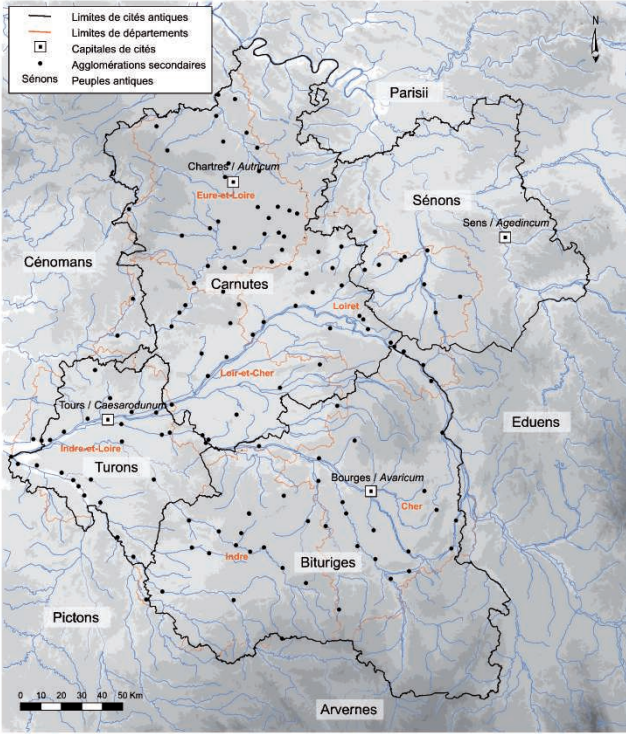 Limites de cités antiques
Limites de départements
Capitales de cités
Agglomérations secondaires
Sénons Peuples antiques
N
Parisii
Chartres / Autricum
Eure-et-Loire
Sénons
Sens / Agedincum
Cénomans
Carnutes
Loiret
Loir-et-Cher
Tours / Caesarodunum
Eduens
Indre-et-Loire
Turons
Bourges / Avaricum
Cher
Indre
Bituriges
Pictons
0 10 20 30 40 50 Km
Arvernes